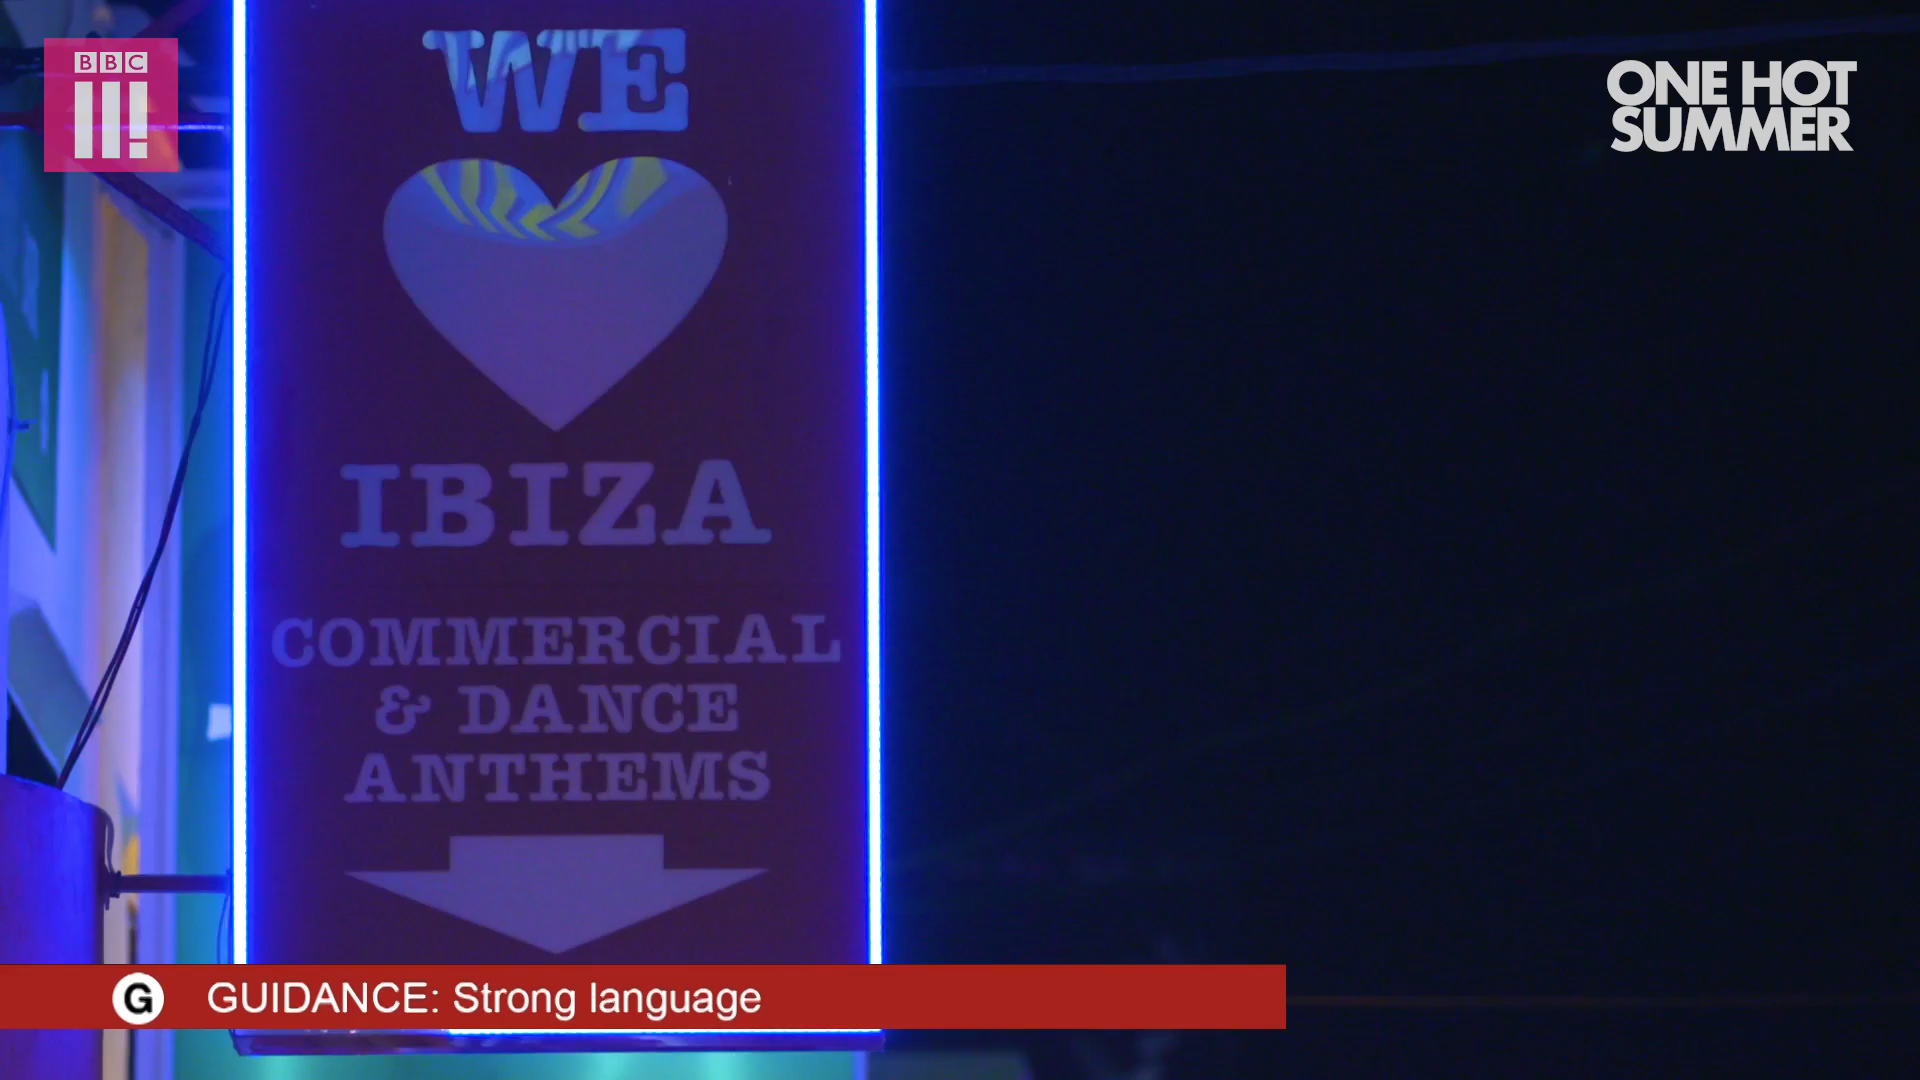 BBC
ONE HOT
SUMMER
WE
IBIZA
COMMERCIAL
& DANCE
ANTHEMS
G GUIDANCE: Strong language